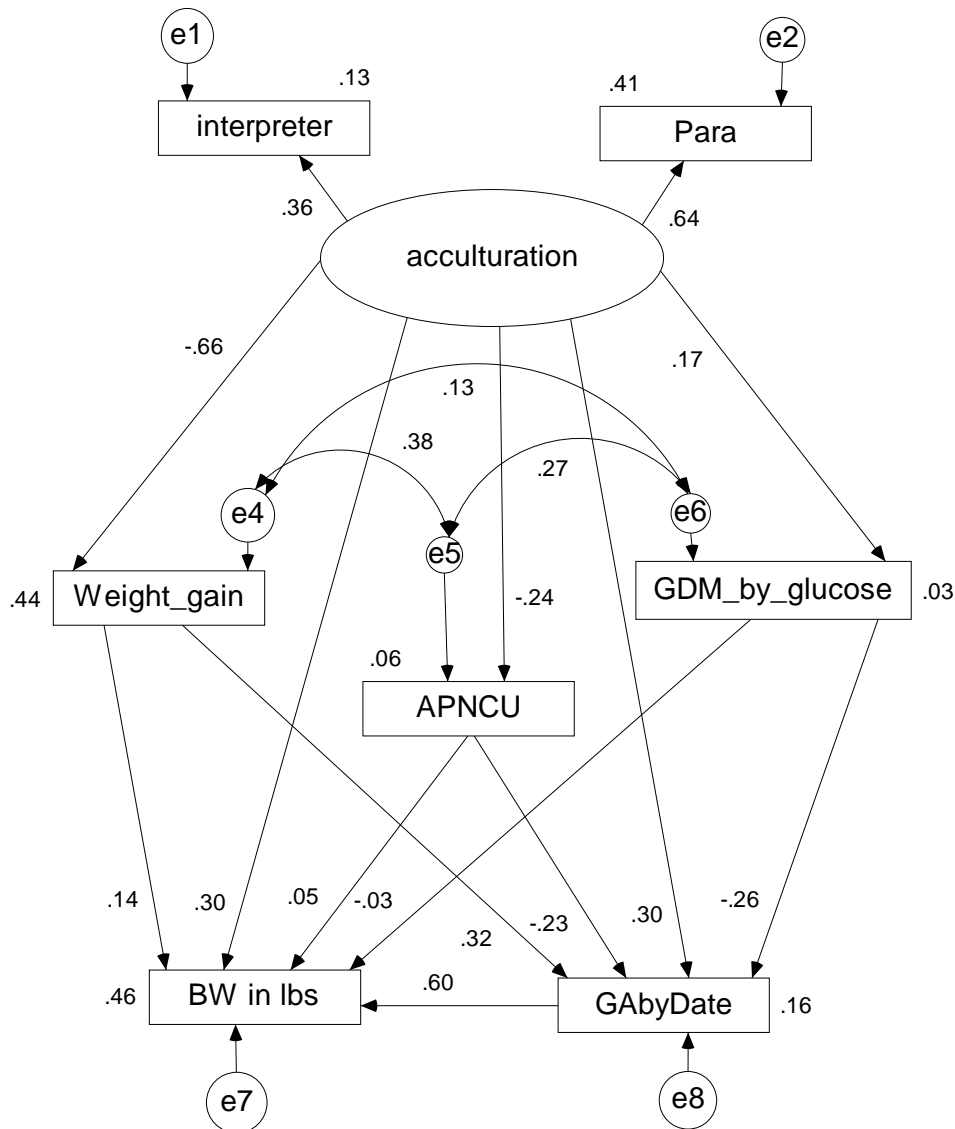 e1
e2
.13
.41
interpreter
Para
.36
.64
acculturation
-.66
.17
.13
.38
.27
e4
e6
e5
Weight_gain
GDM_by_glucose
.44
.03
-.24
.06
APNCU
.14
.30
.05
-.03
.32
-.23
.30
-.26
.60
.46
BW in lbs
GAbyDate
.16
e7
e8